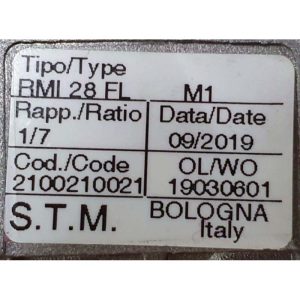 Tipo/Type
RMI 28 FL M1
Rapp./Ratio Data/Date
1/7 09/2019
Cod./Code OL/WO
2100210021 19030601
S.T.M. BOLOGNA
Italy